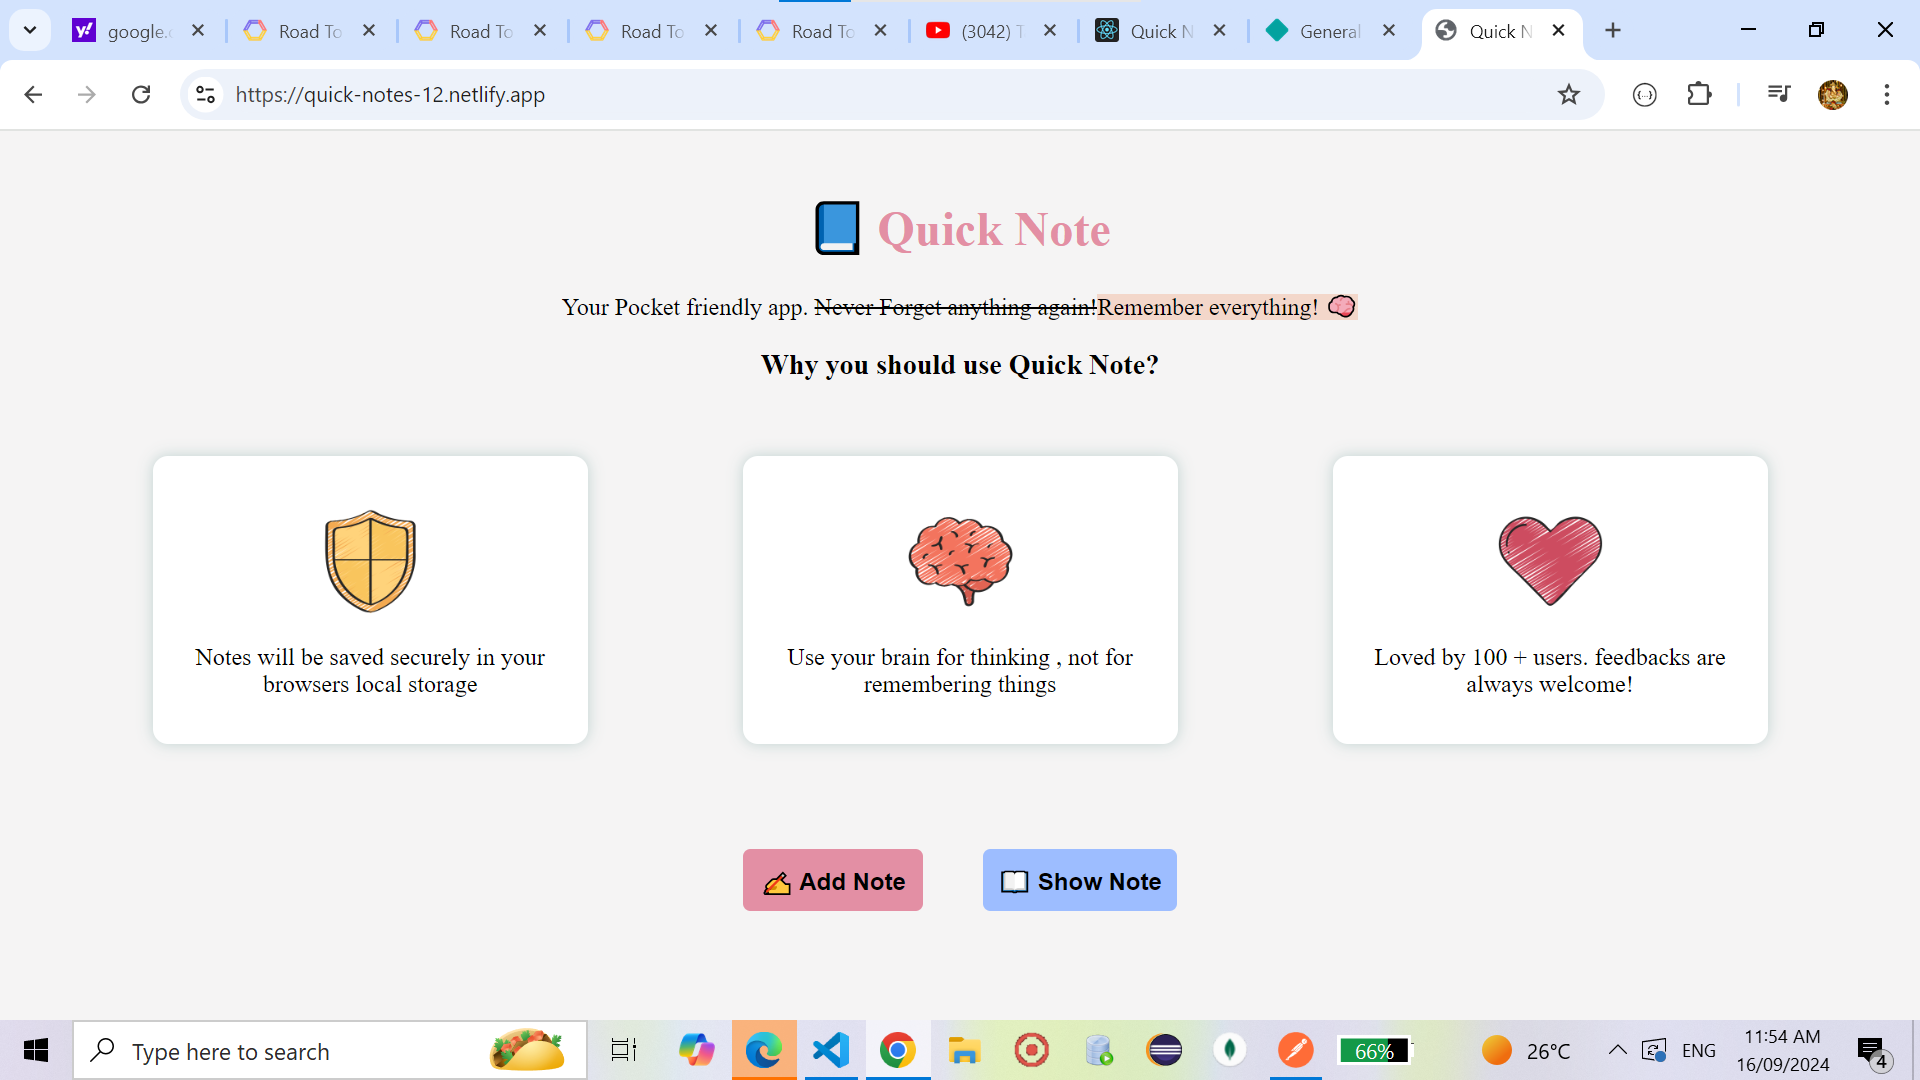 google.c
Road To
Road To
Road To
Road To
(3042) T
Quick N
General
Quick N
https://quick-notes-12.netlify.app
Quick Note
Your Pocket friendly app. Never Forget anything again!Remember everything!
Why you should use Quick Note?
Notes will be saved securely in your
browsers local storage
Use your brain for thinking , not for
remembering things
Loved by 100 + users. feedbacks are
always welcome!
Add Note
Show Note
Type here to search
66%
26°C
ENG
11:54 AM
16/09/2024
4